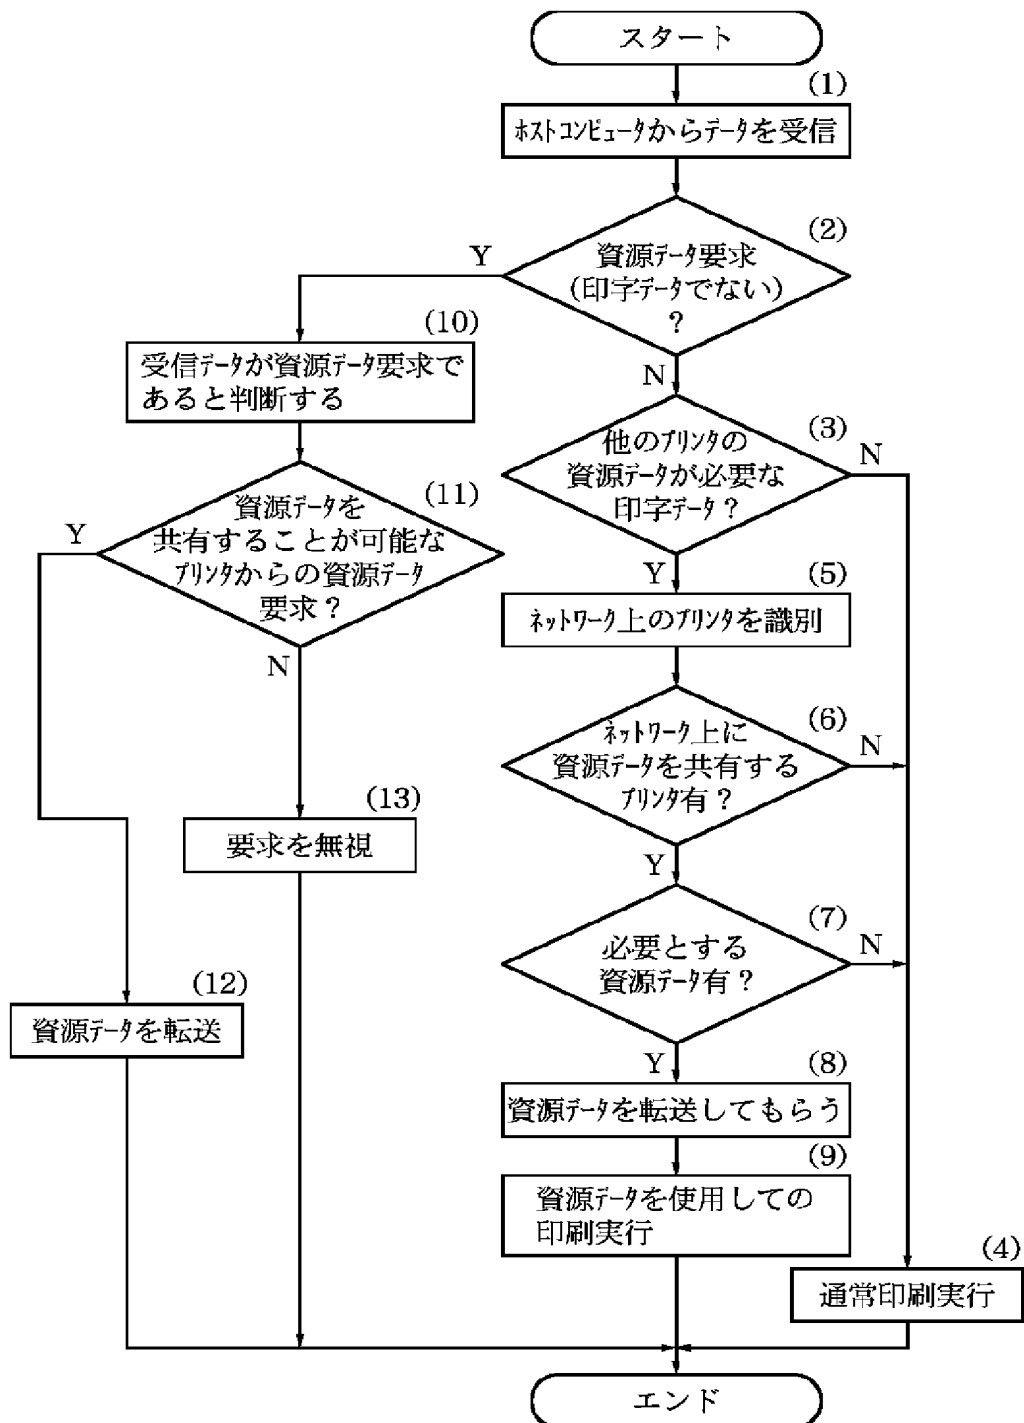 スタート
(1)
ホストコンピュータからデータを受信
(2)
資源データ要求
(印字データでない)
?
Y
N
(10)
受信データが資源データ要求で
あると判断する
(3)
他のプリンタの
資源データが必要な
印字データ?
N
Y
(11)
資源データを
共有することが可能な
プリンタからの資源データ
要求?
Y
N
(5)
ネットワーク上のプリンタを識別
(6)
ネットワーク上に
資源データを共有する
プリンタ有?
N
Y
(13)
要求を無視
(7)
必要とする
資源データ有?
N
Y
(12)
資源データを転送
(8)
資源データを転送してもらう
(9)
資源データを使用しての
印刷実行
(4)
通常印刷実行
エンド